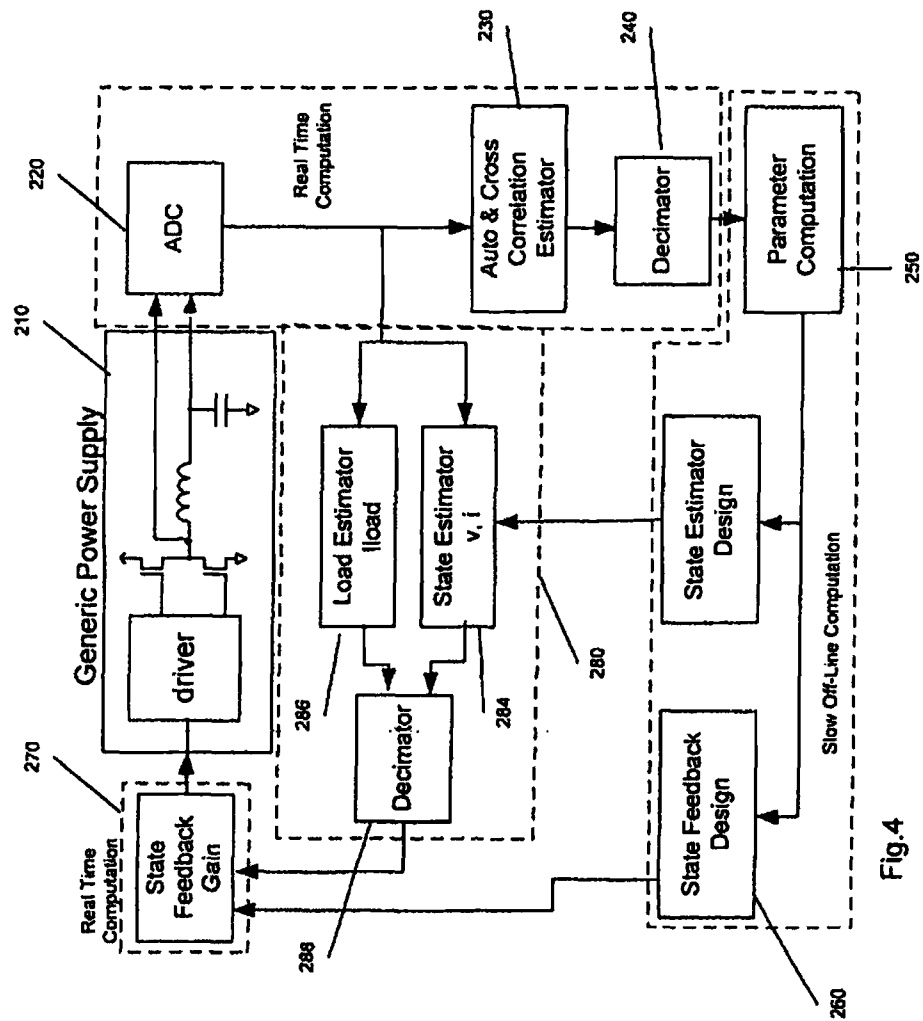 270
210
220
Real Time
Computation
Generic Power Supply
State
Feedback
Gain
driver
ADC
Real Time
Computation
286
Load Estimator
Iload
288
Decimator
State Estimator
v, i
284
230
Auto & Cross
Correlation
Estimator
280
240
Decimator
State Feedback
Design
State Estimator
Design
Parameter
Computation
260
Slow Off-Line Computation
250
Fig.4